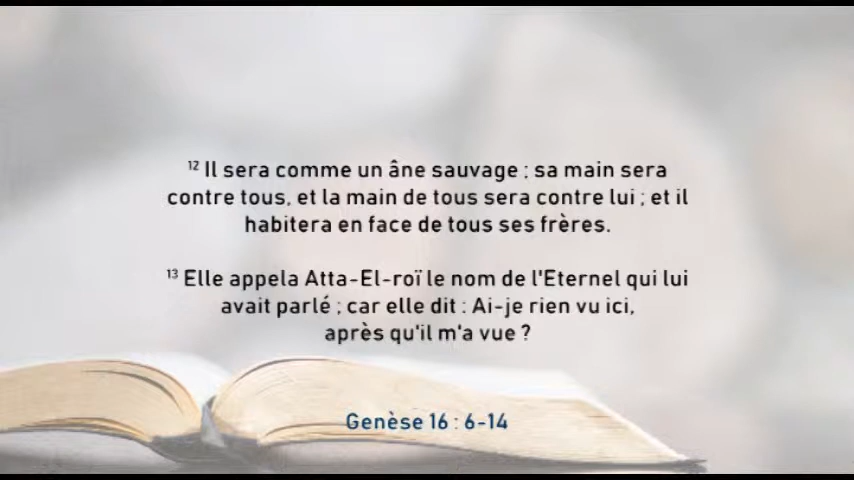 12 Il sera comme un âne sauvage ; sa main sera
contre tous, et la main de tous sera contre lui ; et il
habitera en face de tous ses frères.
13 Elle appela Atta-El-roï le nom de l'Eternel qui lui
avait parlé ; car elle dit : Ai-je rien vu ici,
après qu'il m'a vue ?
Genèse 16 : 6-14